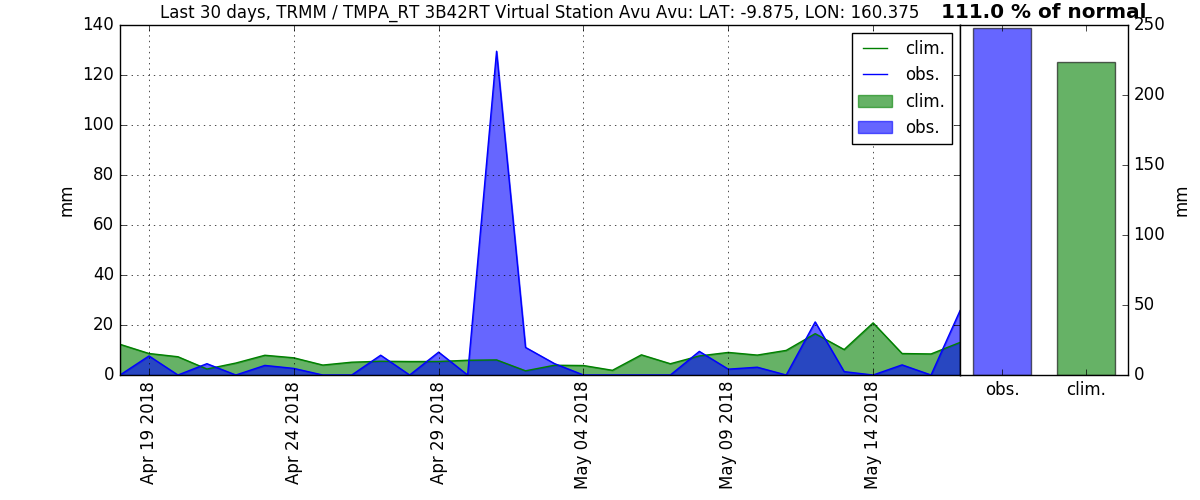 Last 30 days, TRMM / TMPA_RT 3B42RT Virtual Station Avu Avu: LAT: -9.875, LON: 160.375
111.0 % of normal
140
120
100
80
60
40
20
0
mm
clim.
obs.
clim.
obs.
Apr 19 2018
Apr 24 2018
Apr 29 2018
May 04 2018
May 09 2018
May 14 2018
250
200
150
100
50
0
mm
obs.
clim.